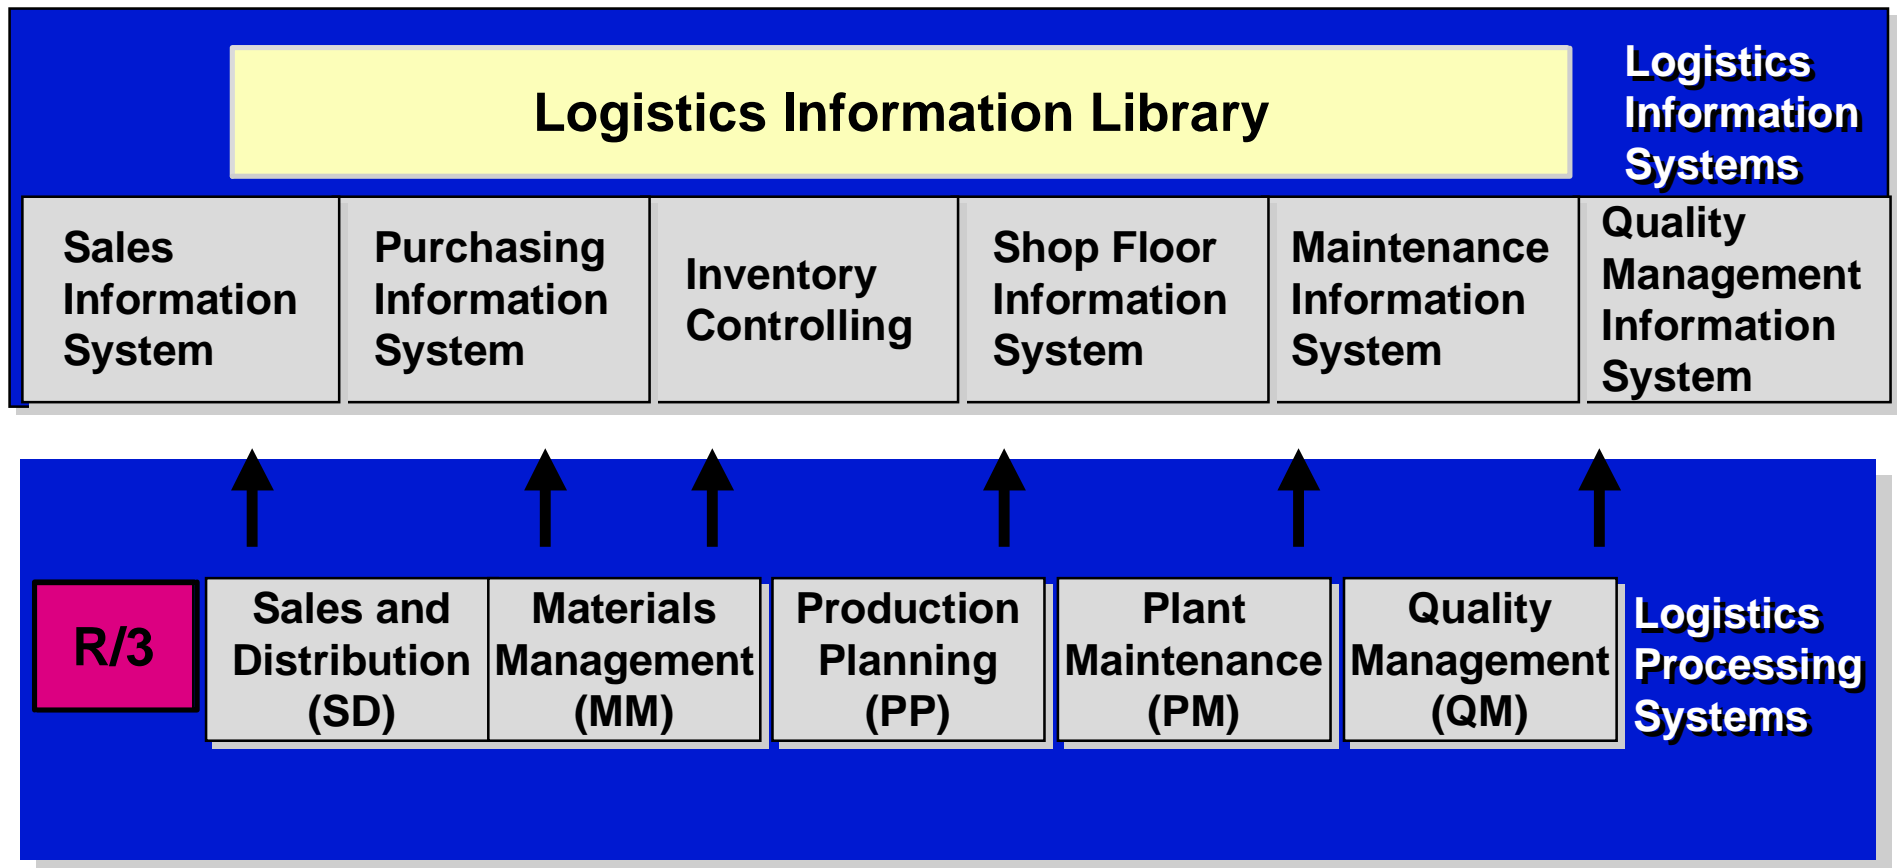 Logistics Information Library
Logistics
Information
Systems
Sales
Information
System
Purchasing
Information
System
Inventory
Controlling
Shop Floor
Information
System
Maintenance
Information
System
Quality
Management
Information
System
R/3
Sales and
Distribution
(SD)
Materials
Management
(MM)
Production
Planning
(PP)
Plant
Maintenance
(PM)
Quality
Management
(QM)
Logistics
Processing
Systems